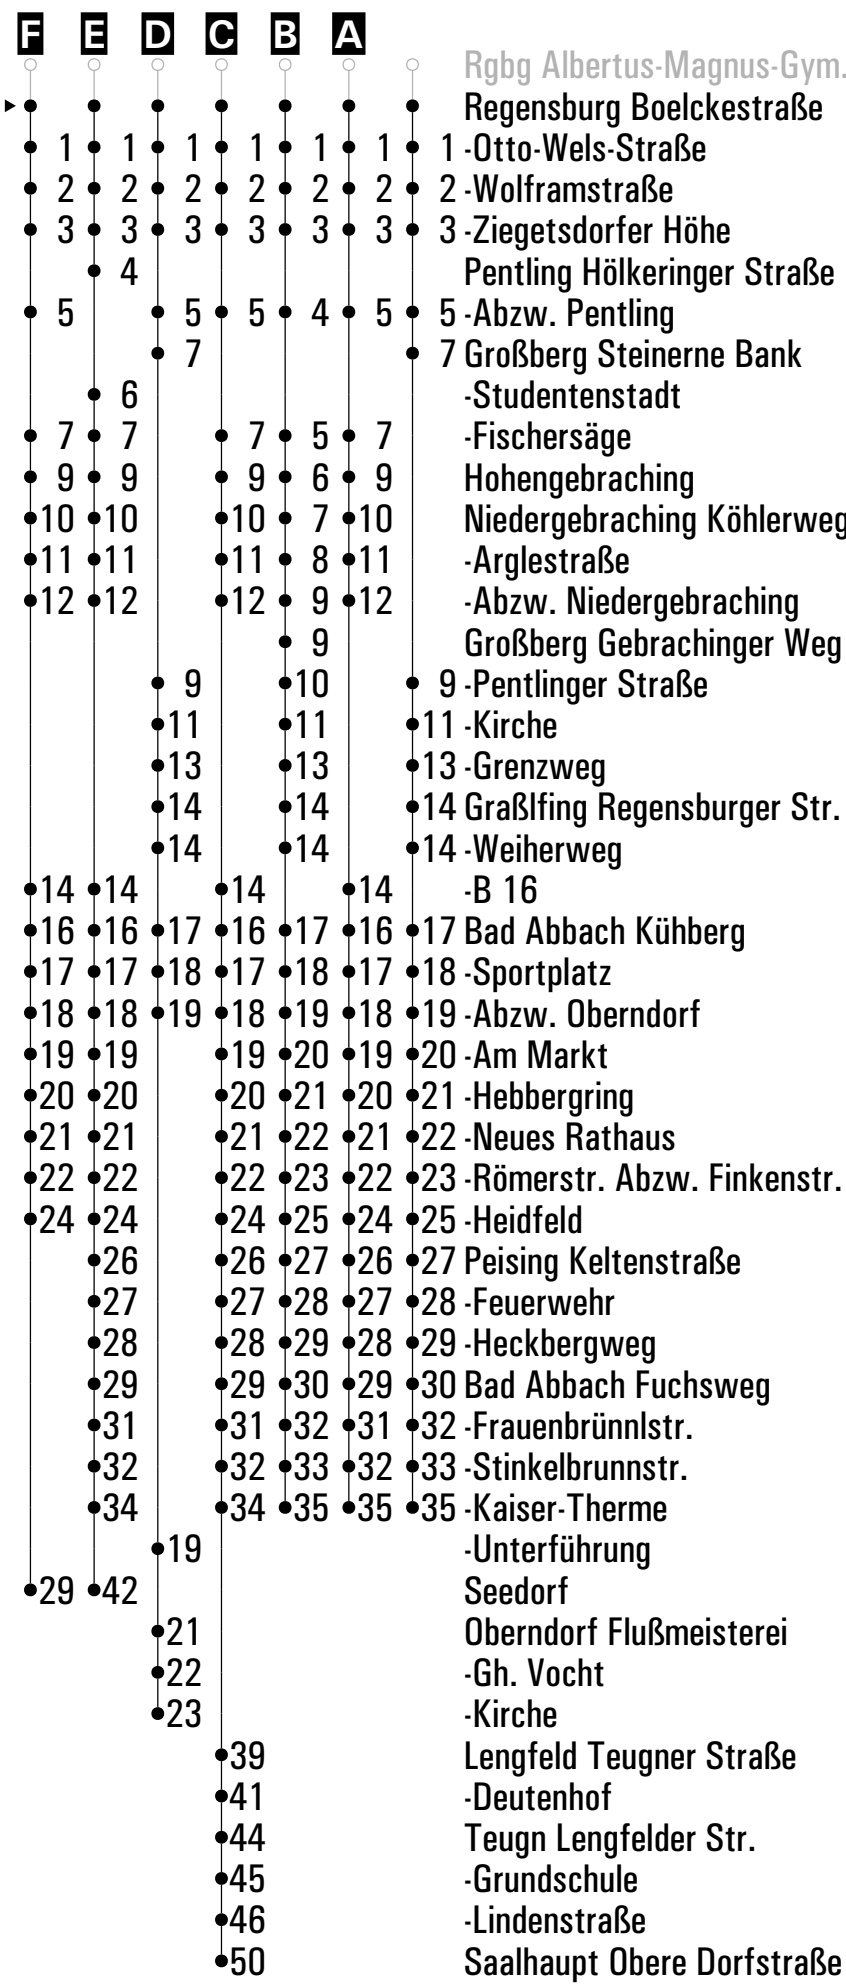 F E D C B A
Rgbg Albertus-Magnus-Gym.
Regensburg Boelckestraße
1 1 1 1 1 1 1 -Otto-Wels-Straße
2 2 2 2 2 2 2 -Wolframstraße
3 3 3 3 3 3 3 -Ziegetsdorfer Höhe
4 Pentling Hölkeringer Straße
5 5 5 4 5 5 -Abzw. Pentling
7 7 Großberg Steinerne Bank
6 -Studentenstadt
7 7 7 5 7 -Fischersäge
9 9 9 6 9 Hohengebraching
10 10 10 7 10 Niedergebraching Köhlerweg
11 11 11 8 11 -Arglestraße
12 12 12 9 12 -Abzw. Niedergebraching
9 Großberg Gebrachinger Weg
9 10 9 -Pentlinger Straße
11 11 11 -Kirche
13 13 13 -Grenzweg
14 14 14 Graßlfing Regensburger Str.
14 14 14 -Weiherweg
14 14 14 14 -B 16
16 16 17 16 17 16 17 Bad Abbach Kühberg
17 17 18 17 18 17 18 -Sportplatz
18 18 19 18 19 18 19 -Abzw. Oberndorf
19 19 19 20 19 20 -Am Markt
20 20 20 21 20 21 -Hebbergring
21 21 21 22 21 22 -Neues Rathaus
22 22 22 23 22 23 -Römerstr. Abzw. Finkenstr.
24 24 24 25 24 25 -Heidfeld
26 26 27 26 27 Peising Keltenstraße
27 27 28 27 28 -Feuerwehr
28 28 29 28 29 -Heckbergweg
29 29 30 29 30 Bad Abbach Fuchsweg
31 31 32 31 32 -Frauenbrünnlstr.
32 32 33 32 33 -Stinkelbrunnstr.
34 34 35 35 35 -Kaiser-Therme
19 -Unterführung
29 42 Seedorf
21 Oberndorf Flußmeisterei
22 -Gh. Vocht
23 -Kirche
39 Lengfeld Teugner Straße
41 -Deutenhof
44 Teugn Lengfelder Str.
45 -Grundschule
46 -Lindenstraße
50 Saalhaupt Obere Dorfstraße